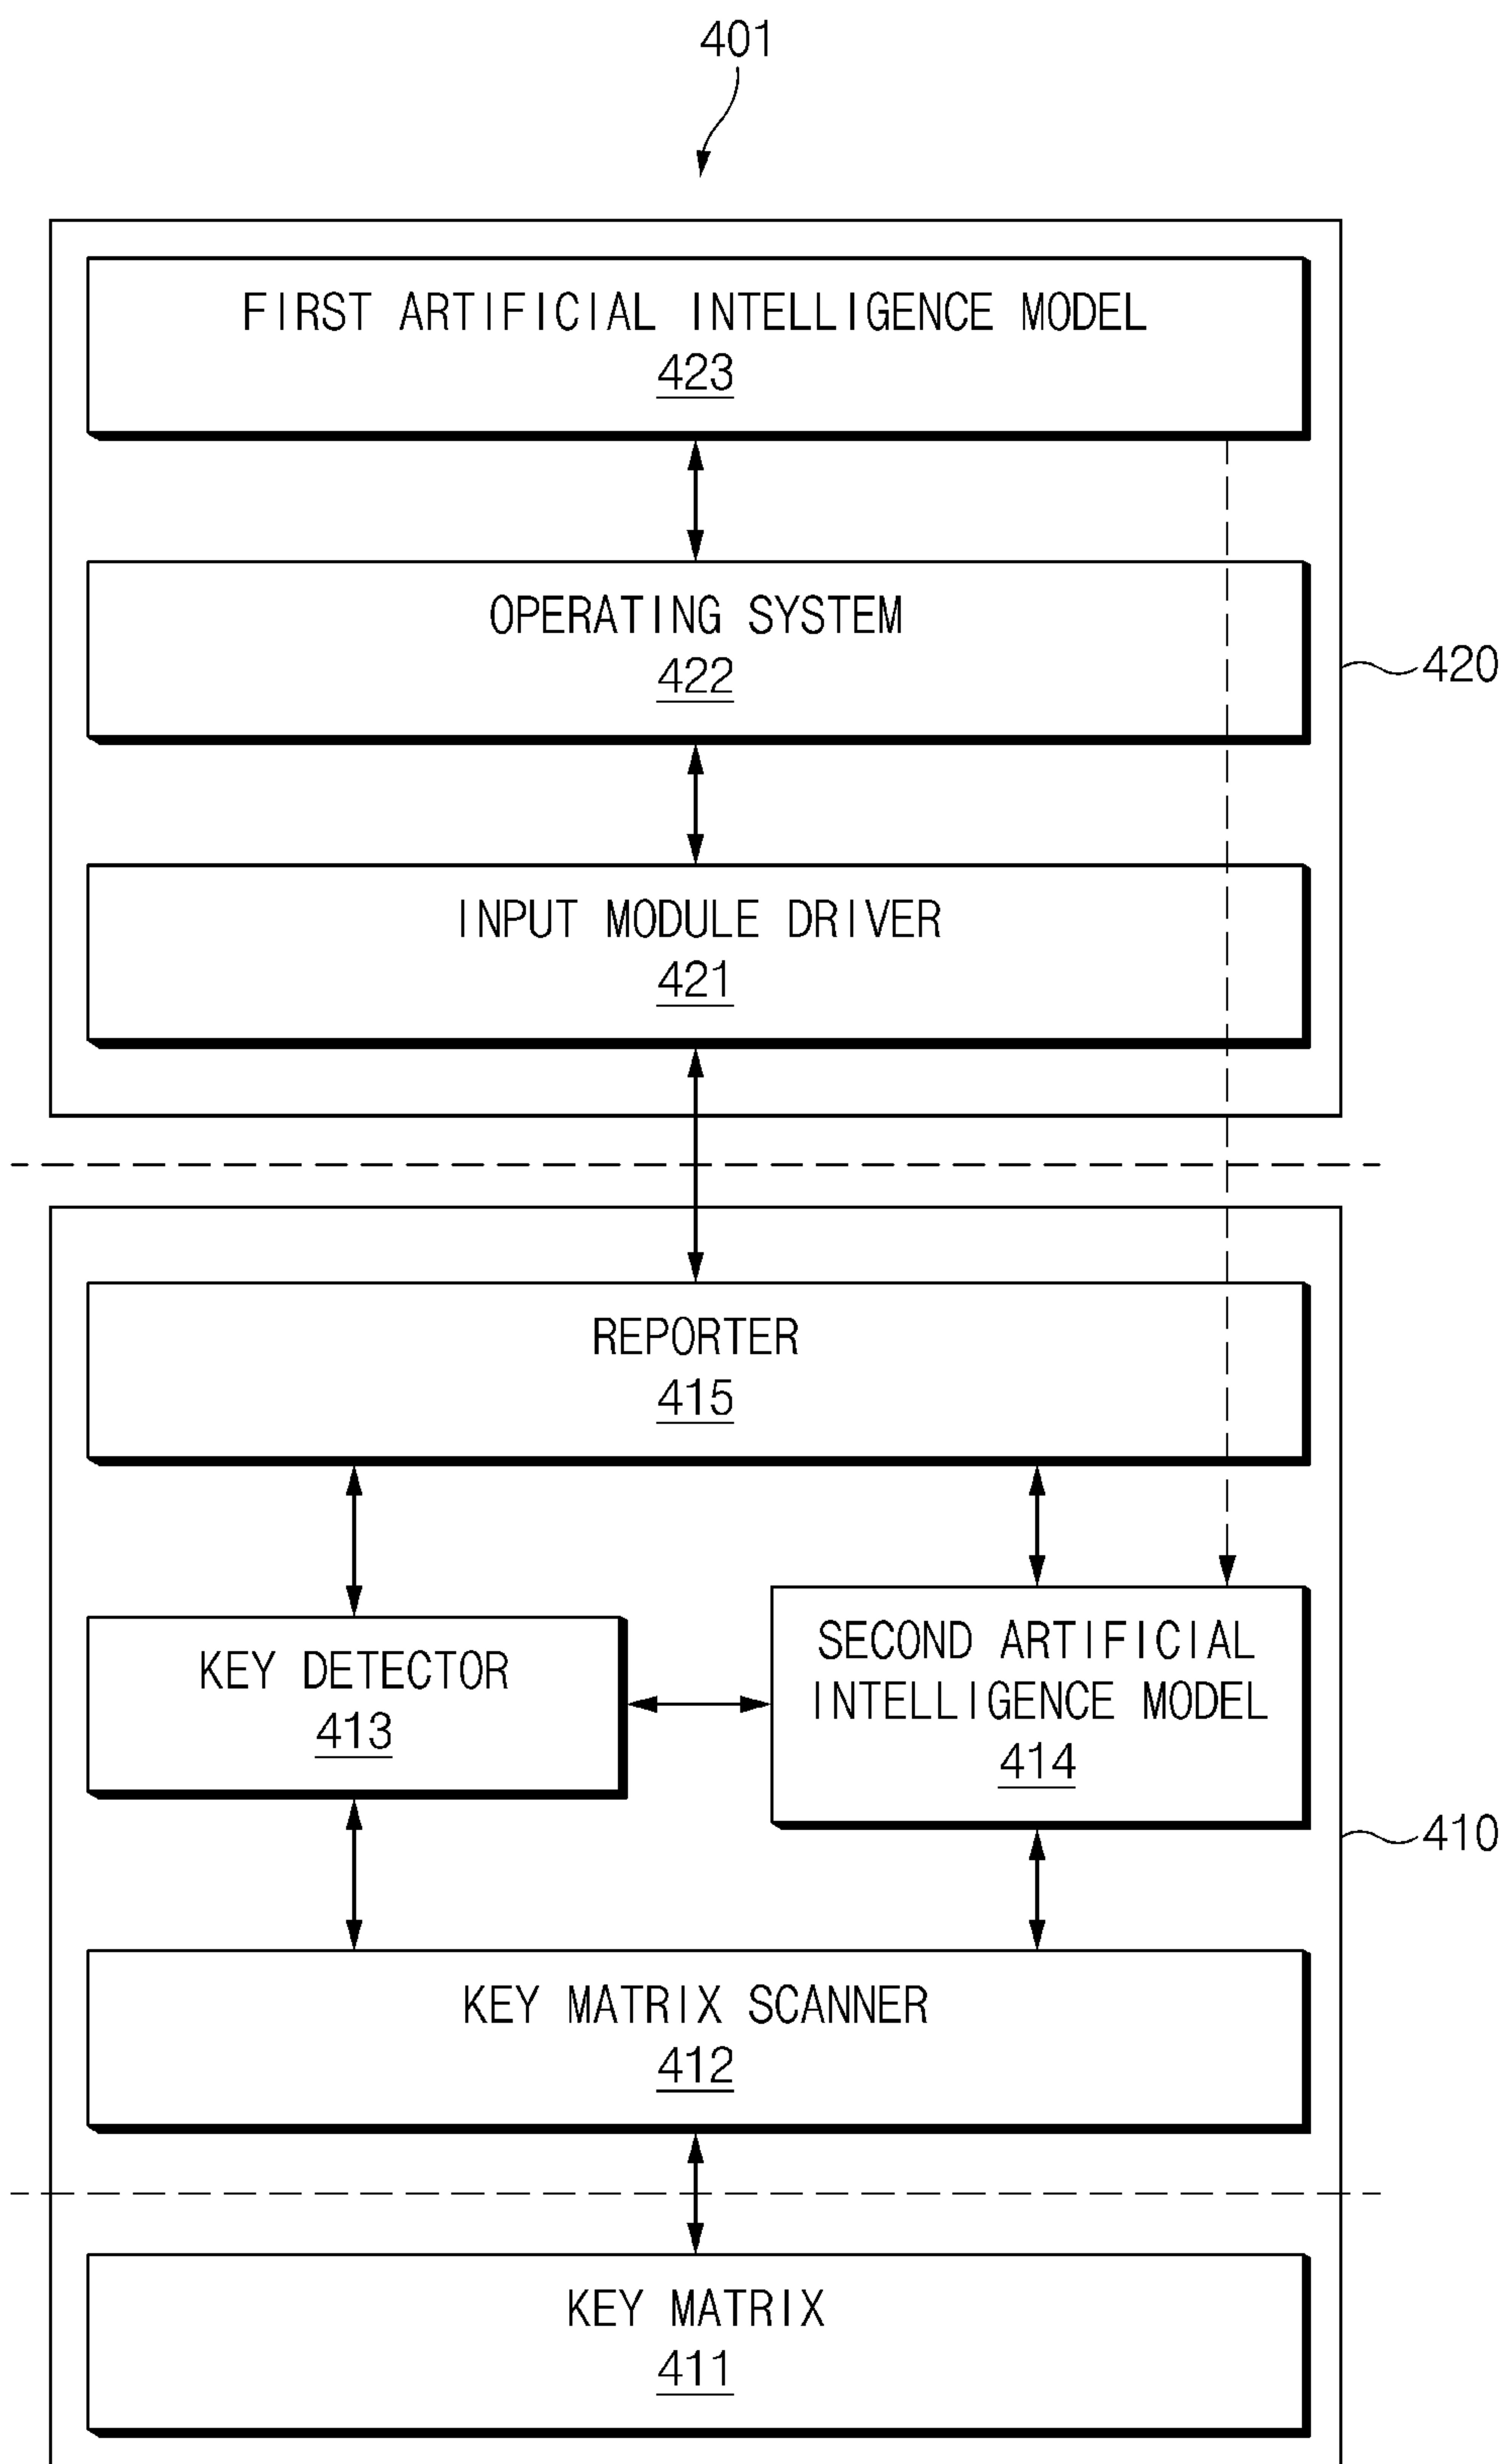 401
FIRST ARTIFICIAL INTELLIGENCE MODEL
423
OPERATING SYSTEM
422
420
INPUT MODULE DRIVER
421
REPORTER
415
KEY DETECTOR
413
SECOND ARTIFICIAL
INTELLIGENCE MODEL
414
410
KEY MATRIX SCANNER
412
KEY MATRIX
411